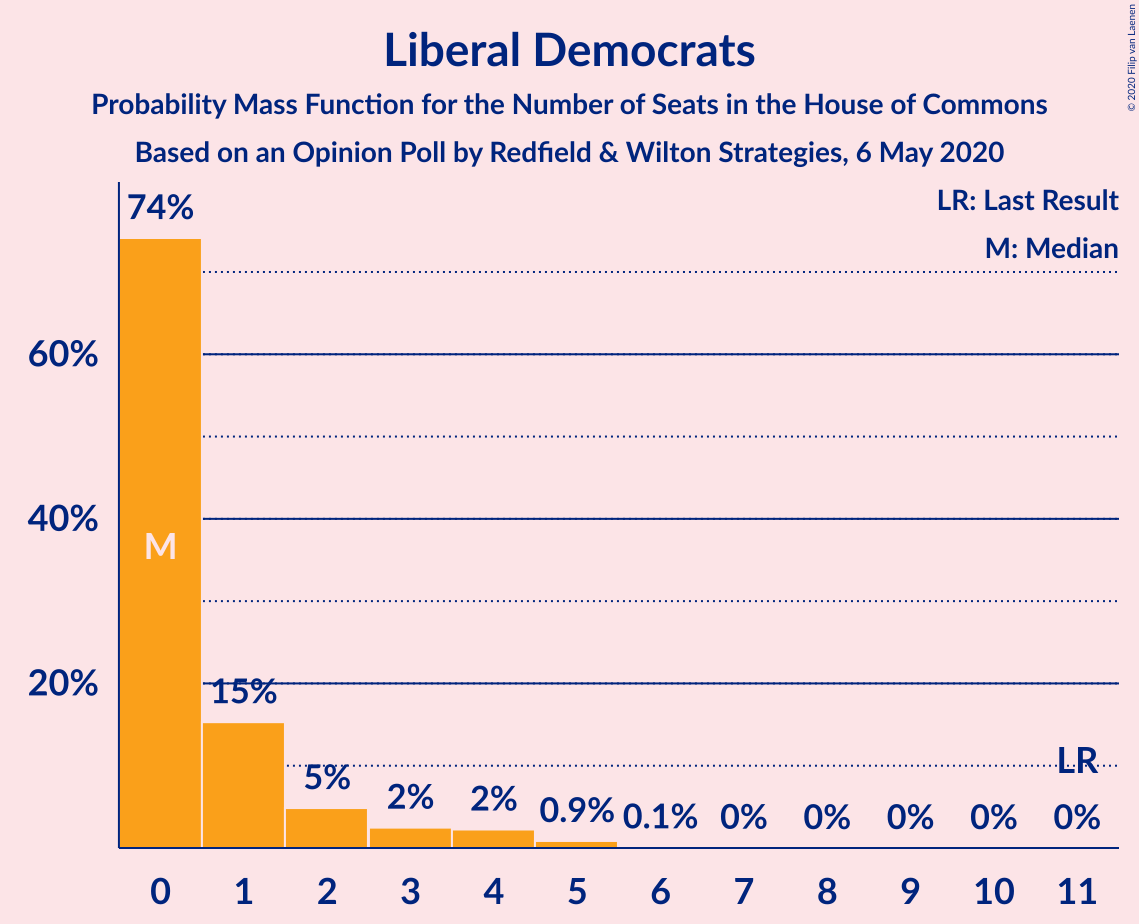 © 2020 Filip van Laenen
Liberal Democrats
Probability Mass Function for the Number of Seats in the House of Commons
Based on an Opinion Poll by Redfield & Wilton Strategies, 6 May 2020
LR: Last Result
M: Median
74%
60%
40%
M
20%
15%
5%
2%
2%
0.9%
0.1%
0%
0%
0%
0%
LR
0%
0 1 2 3 4 5 6 7 8 9 10 11